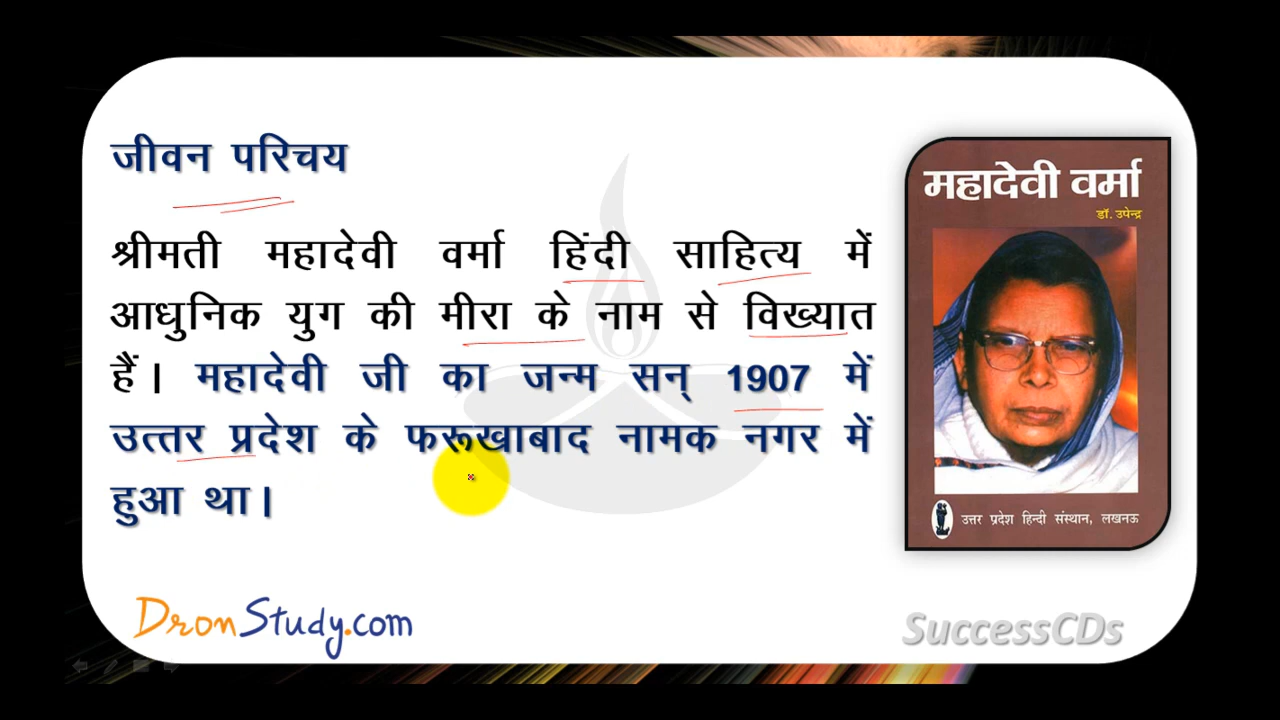 जीवन परिचय
श्रीमती महादेवी वर्मा हिंदी साहित्य में
आधुनिक युग की मीरा के नाम से विख्यात
हैं। महादेवी जी का जन्म सन् 1907 में
उत्तर प्रदेश के फरूखाबाद नामक नगर में
हुआ था।
महादेवी वर्मा
डॉ. उपेन्द्र
उत्तर प्रदेश हिन्दी संस्थान, लखनऊ
DronStudy.com
SuccessCDs